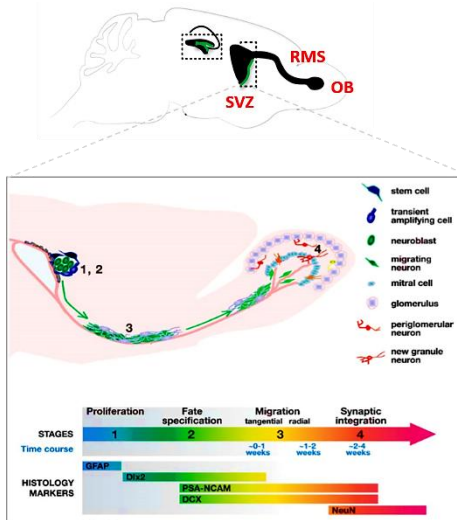 RMS
OB
SVZ
stem cell
transient
amplifying cell
neuroblast
migrating
neuron
mitral cell
glomerulus
periglomerular
neuron
new granule
neuron
1, 2
3
4
Proliferation
Fate
specification
Migration
tangential radial
Synaptic
integration
STAGES 1 2 3 4
Time course ~0-1 weeks ~1-2 weeks ~2-4 weeks
HISTOLOGY
MARKERS
GFAP
Dlx2
PSA-NCAM
DCX
NeuN